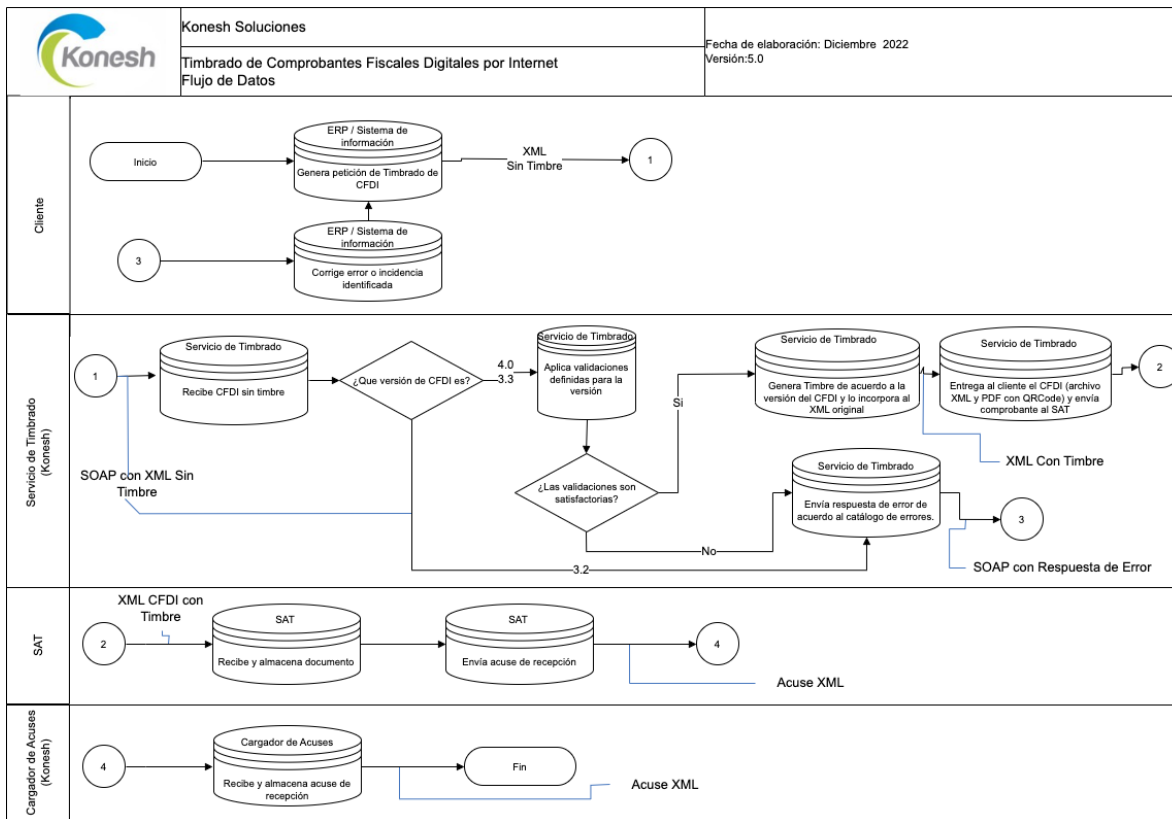 Konesh
Konesh Soluciones
Timbrado de Comprobantes Fiscales Digitales por Internet
Flujo de Datos
Fecha de elaboración: Diciembre 2022
Versión:5.0
Cliente
Inicio
ERP / Sistema de
información
Genera petición de Timbrado de
CFDI
XML
Sin Timbre
1
3
ERP / Sistema de
información
Corrige error o incidencia
identificada
Servicio de Timbrado
(Konesh)
1
SOAP con XML Sin
Timbre
Servicio de Timbrado
Recibe CFDI sin timbre
¿Que versión de CFDI es?
4.0
3.3
Servicio de Timbrado
Aplica validaciones
definidas para la
versión
¿Las validaciones son
satisfactorias?
Si
No
3.2
Servicio de Timbrado
Genera Timbre de acuerdo a la
versión del CFDI y lo incorpora al
XML original
Servicio de Timbrado
Entrega al cliente el CFDI (archivo
XML y PDF con QRCode) y envía
comprobante al SAT
2
XML Con Timbre
Servicio de Timbrado
Envía respuesta de error de
acuerdo al catálogo de errores.
3
SOAP con Respuesta de Error
SAT
XML CFDI con
Timbre
2
SAT
Recibe y almacena documento
SAT
Envía acuse de recepción
4
Acuse XML
Cargador de Acuses
(Konesh)
4
Cargador de Acuses
Recibe y almacena acuse de
recepción
Fin
Acuse XML